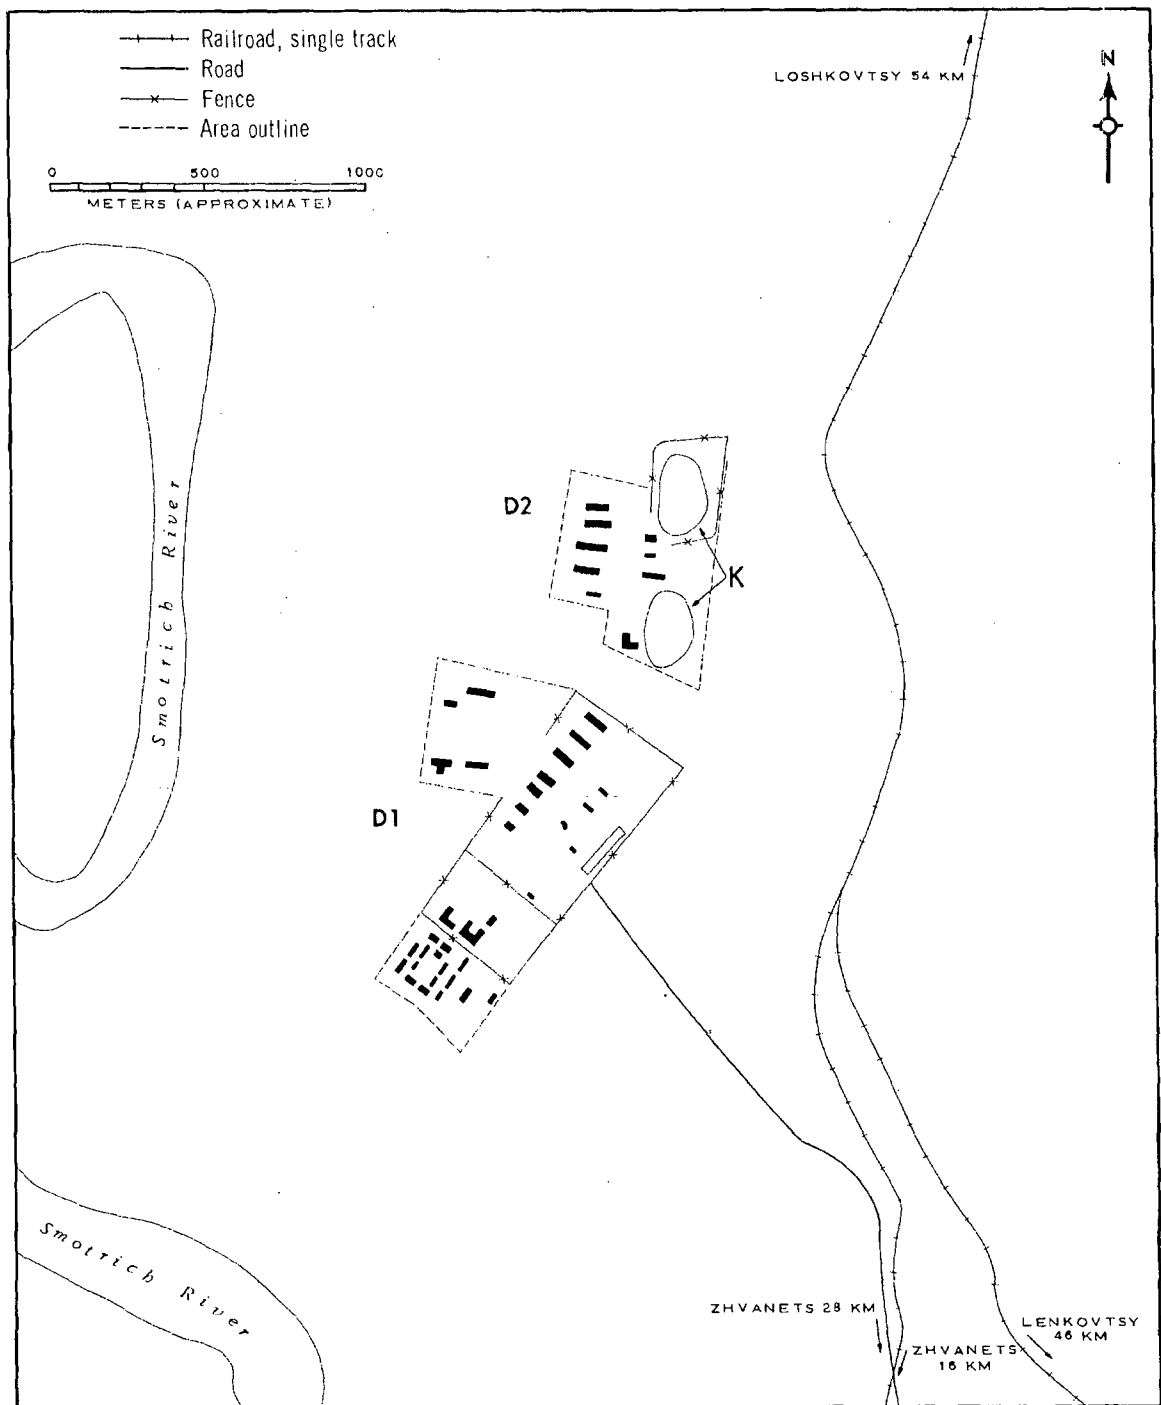 Railroad, single track
Road
Fence
Area outline
0 500 1000
METERS (APPROXIMATE)
LOSHKOVTSY 54 KM
N
Smotrich River
D2
K
D1
Smotrich River
ZHVANETS 28 KM
LENKOVTSY
46 KM
ZHVANETS
16 KM